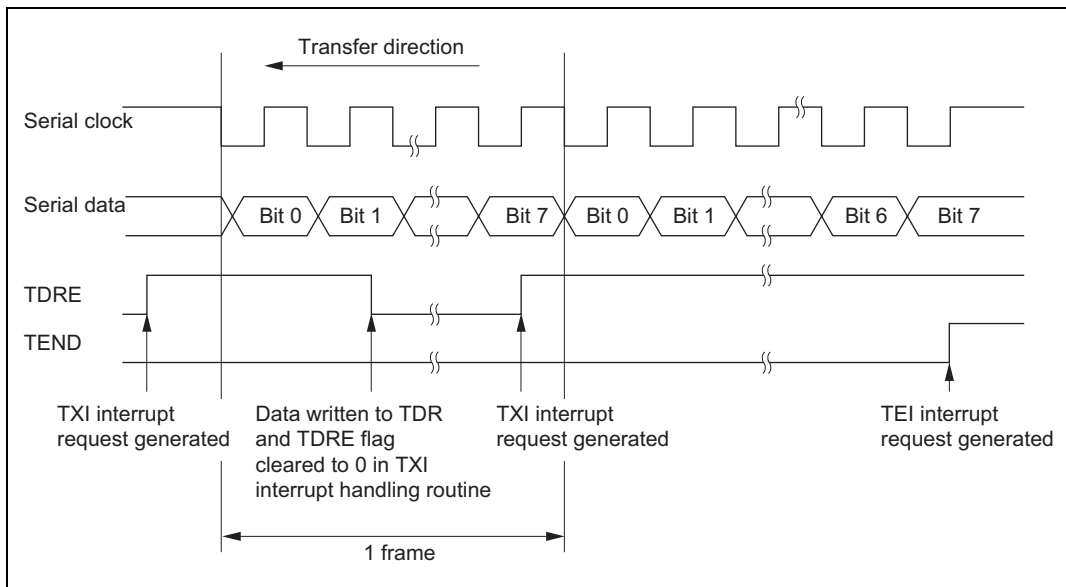 Transfer direction
Serial clock
Serial data
Bit 0
Bit 1
Bit 7
Bit 0
Bit 1
Bit 6
Bit 7
TDRE
TEND
TXI interrupt
request generated
Data written to TDR
and TDRE flag
cleared to 0 in TXI
interrupt handling routine
TXI interrupt
request generated
TEI interrupt
request generated
1 frame